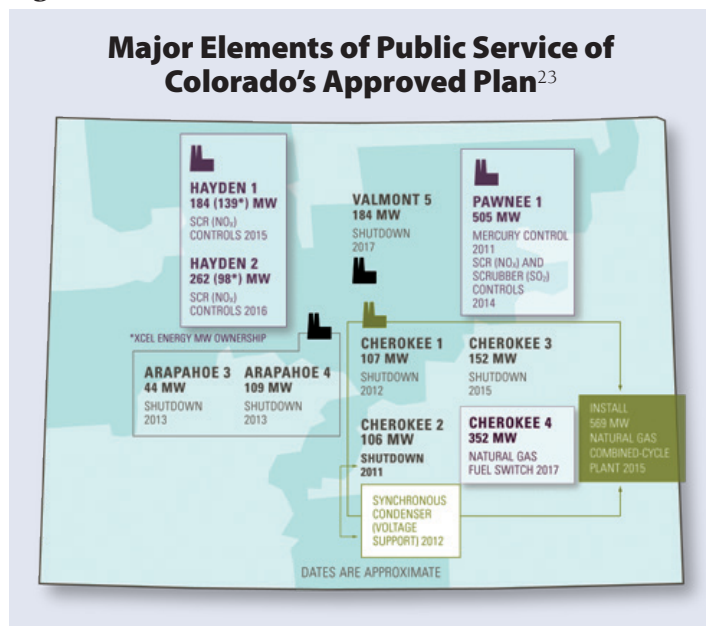 Major Elements of Public Service of
Colorado's Approved Plan23
HAYDEN 1
184 (139*) MW
SCR (NOx)
CONTROLS 2015
HAYDEN 2
262 (98*) MW
SCR (NOx)
CONTROLS 2016
*XCEL ENERGY MW OWNERSHIP
VALMONT 5
184 MW
SHUTDOWN
2017
PAWNEE 1
505 MW
MERCURY CONTROL
2011
SCR (NOx) AND
SCRUBBER (SO2)
CONTROLS
2014
ARAPAHOE 3
44 MW
SHUTDOWN
2013
ARAPAHOE 4
109 MW
SHUTDOWN
2013
CHEROKEE 1
107 MW
SHUTDOWN
2012
CHEROKEE 3
152 MW
SHUTDOWN
2015
CHEROKEE 2
106 MW
SHUTDOWN
2011
CHEROKEE 4
352 MW
NATURAL GAS
FUEL SWITCH 2017
INSTALL
569 MW
NATURAL GAS
COMBINED-CYCLE
PLANT 2015
SYNCHRONOUS
CONDENSER
(VOLTAGE
SUPPORT) 2012
DATES ARE APPROXIMATE